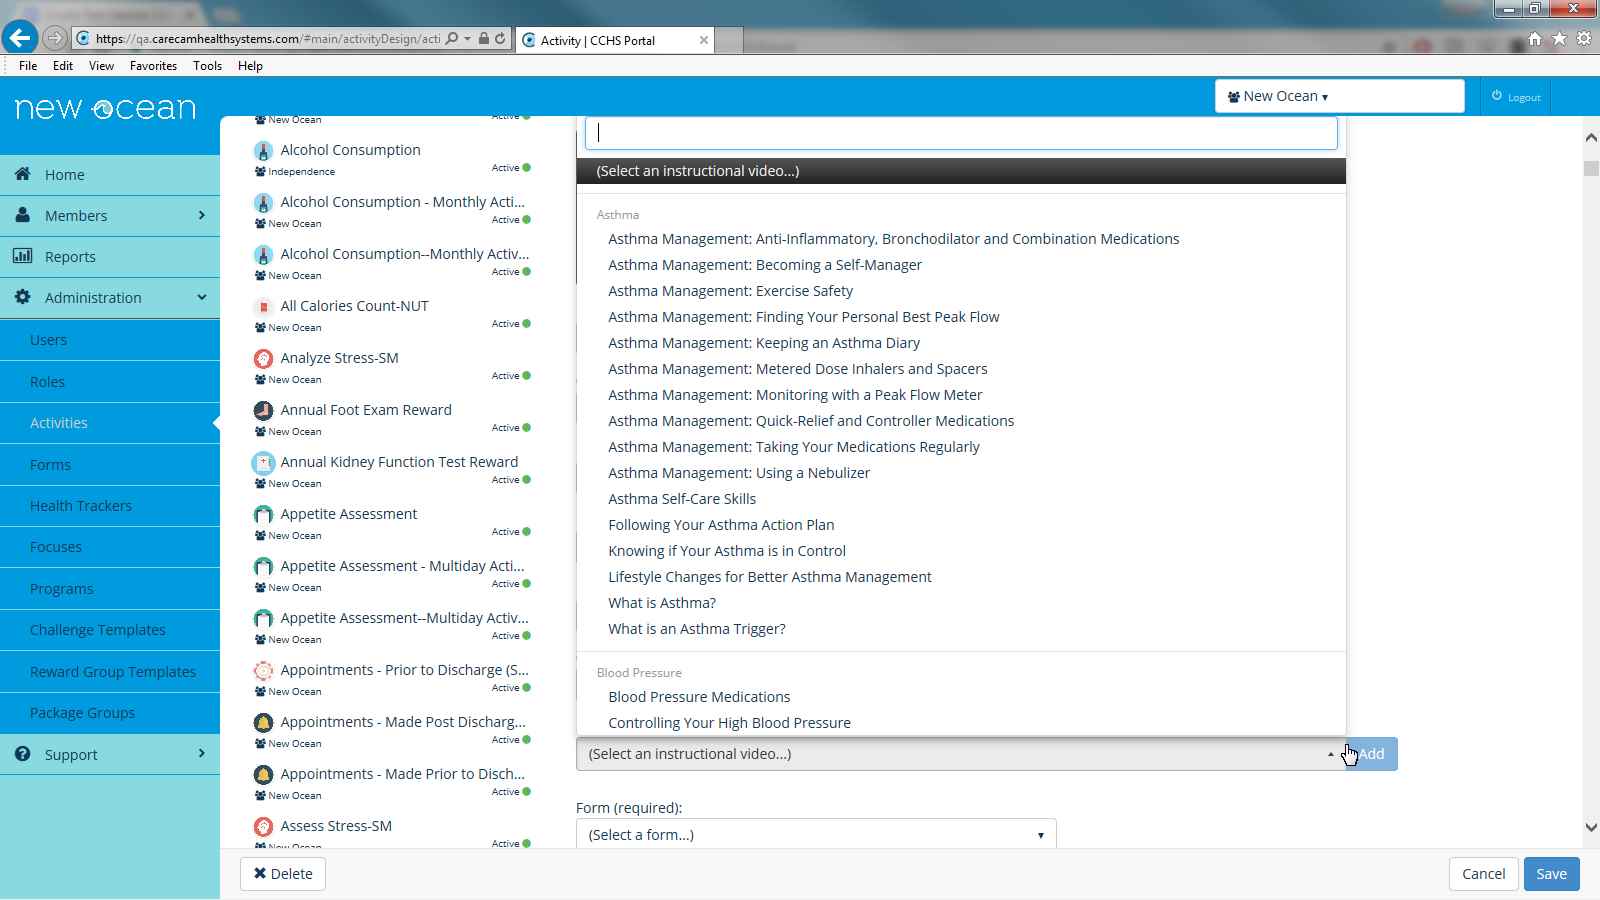 https://qa.carecamhealthsystems.com/#main/activityDesign/acti
Activity | CCHS Portal
File Edit View Favorites Tools Help
new ocean
New Ocean
Logout
Home
Members
Reports
Administration
Users
Roles
Activities
Forms
Health Trackers
Focuses
Programs
Challenge Templates
Reward Group Templates
Package Groups
Support
New Ocean Active
Alcohol Consumption
Independence Active
Alcohol Consumption - Monthly Acti...
New Ocean Active
Alcohol Consumption--Monthly Activ...
New Ocean Active
All Calories Count-NUT
New Ocean Active
Analyze Stress-SM
New Ocean Active
Annual Foot Exam Reward
New Ocean Active
Annual Kidney Function Test Reward
New Ocean Active
Appetite Assessment
New Ocean Active
Appetite Assessment - Multiday Acti...
New Ocean Active
Appetite Assessment--Multiday Activ...
New Ocean Active
Appointments - Prior to Discharge (S...
New Ocean Active
Appointments - Made Post Discharg...
New Ocean Active
Appointments - Made Prior to Disch...
New Ocean Active
Assess Stress-SM
New Ocean Active
(Select an instructional video...)
Asthma
Asthma Management: Anti-Inflammatory, Bronchodilator and Combination Medications
Asthma Management: Becoming a Self-Manager
Asthma Management: Exercise Safety
Asthma Management: Finding Your Personal Best Peak Flow
Asthma Management: Keeping an Asthma Diary
Asthma Management: Metered Dose Inhalers and Spacers
Asthma Management: Monitoring with a Peak Flow Meter
Asthma Management: Quick-Relief and Controller Medications
Asthma Management: Taking Your Medications Regularly
Asthma Management: Using a Nebulizer
Asthma Self-Care Skills
Following Your Asthma Action Plan
Knowing if Your Asthma is in Control
Lifestyle Changes for Better Asthma Management
What is Asthma?
What is an Asthma Trigger?
Blood Pressure
Blood Pressure Medications
Controlling Your High Blood Pressure
(Select an instructional video...) Add
Form (required):
(Select a form...)
Delete Cancel Save